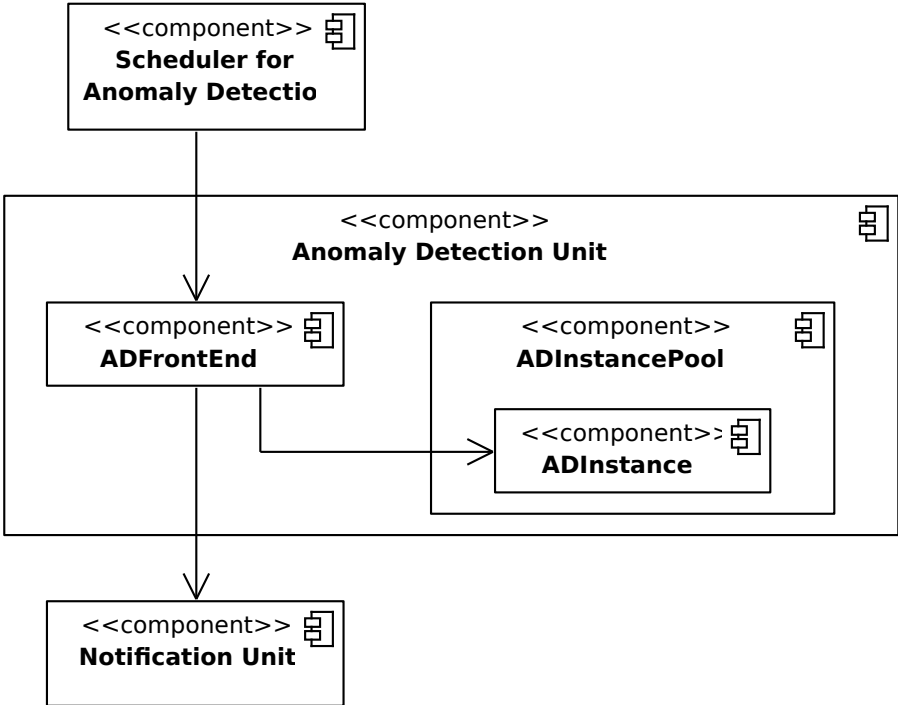 <<component>>
Scheduler for
Anomaly Detectio
<<component>>
Anomaly Detection Unit
<<component>>
ADFrontEnd
<<component>>
ADInstancePool
<<component>>
ADInstance
<<component>>
Notification Unit